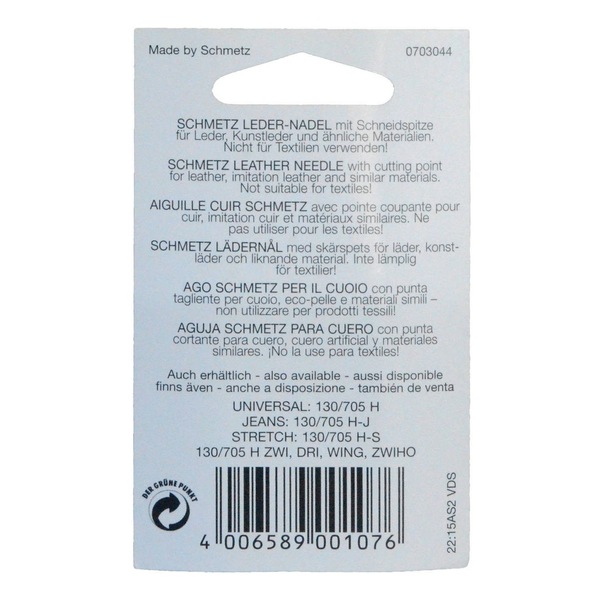 Made by Schmetz 0703044
SCHMETZ LEDER-NADEL mit Schneidspitze
für Leder, Kunstleder und ähnliche Materialien.
Nicht für Textilien verwenden!
SCHMETZ LEATHER NEEDLE with cutting point
for leather, imitation leather and similar materials.
Not suitable for textiles!
AIGUILLE CUIR SCHMETZ avec pointe coupante pour
cuir, imitation cuir et matériaux similaires. Ne
pas utiliser pour les textiles!
SCHMETZ LÄDERNÅL med skärspets för läder, konst-
läder och liknande material. Inte lämplig
för textilier!
AGO SCHMETZ PER IL CUOIO con punta
tagliente per cuoio, eco-pelle e materiali simili –
non utilizzare per prodotti tessili!
AGUJA SCHMETZ PARA CUERO con punta
cortante para cuero, cuero artificial y materiales
similares. ¡No la use para textiles!
Auch erhältlich - also available - aussi disponible
finns även - anche a disposizione - también de venta
UNIVERSAL: 130/705 H
JEANS: 130/705 H-J
STRETCH: 130/705 H-S
130/705 H ZWI, DRI, WING, ZWIHO
DER GRÜNE PUNKT
4 006589 001076
22:15AS2 VDS